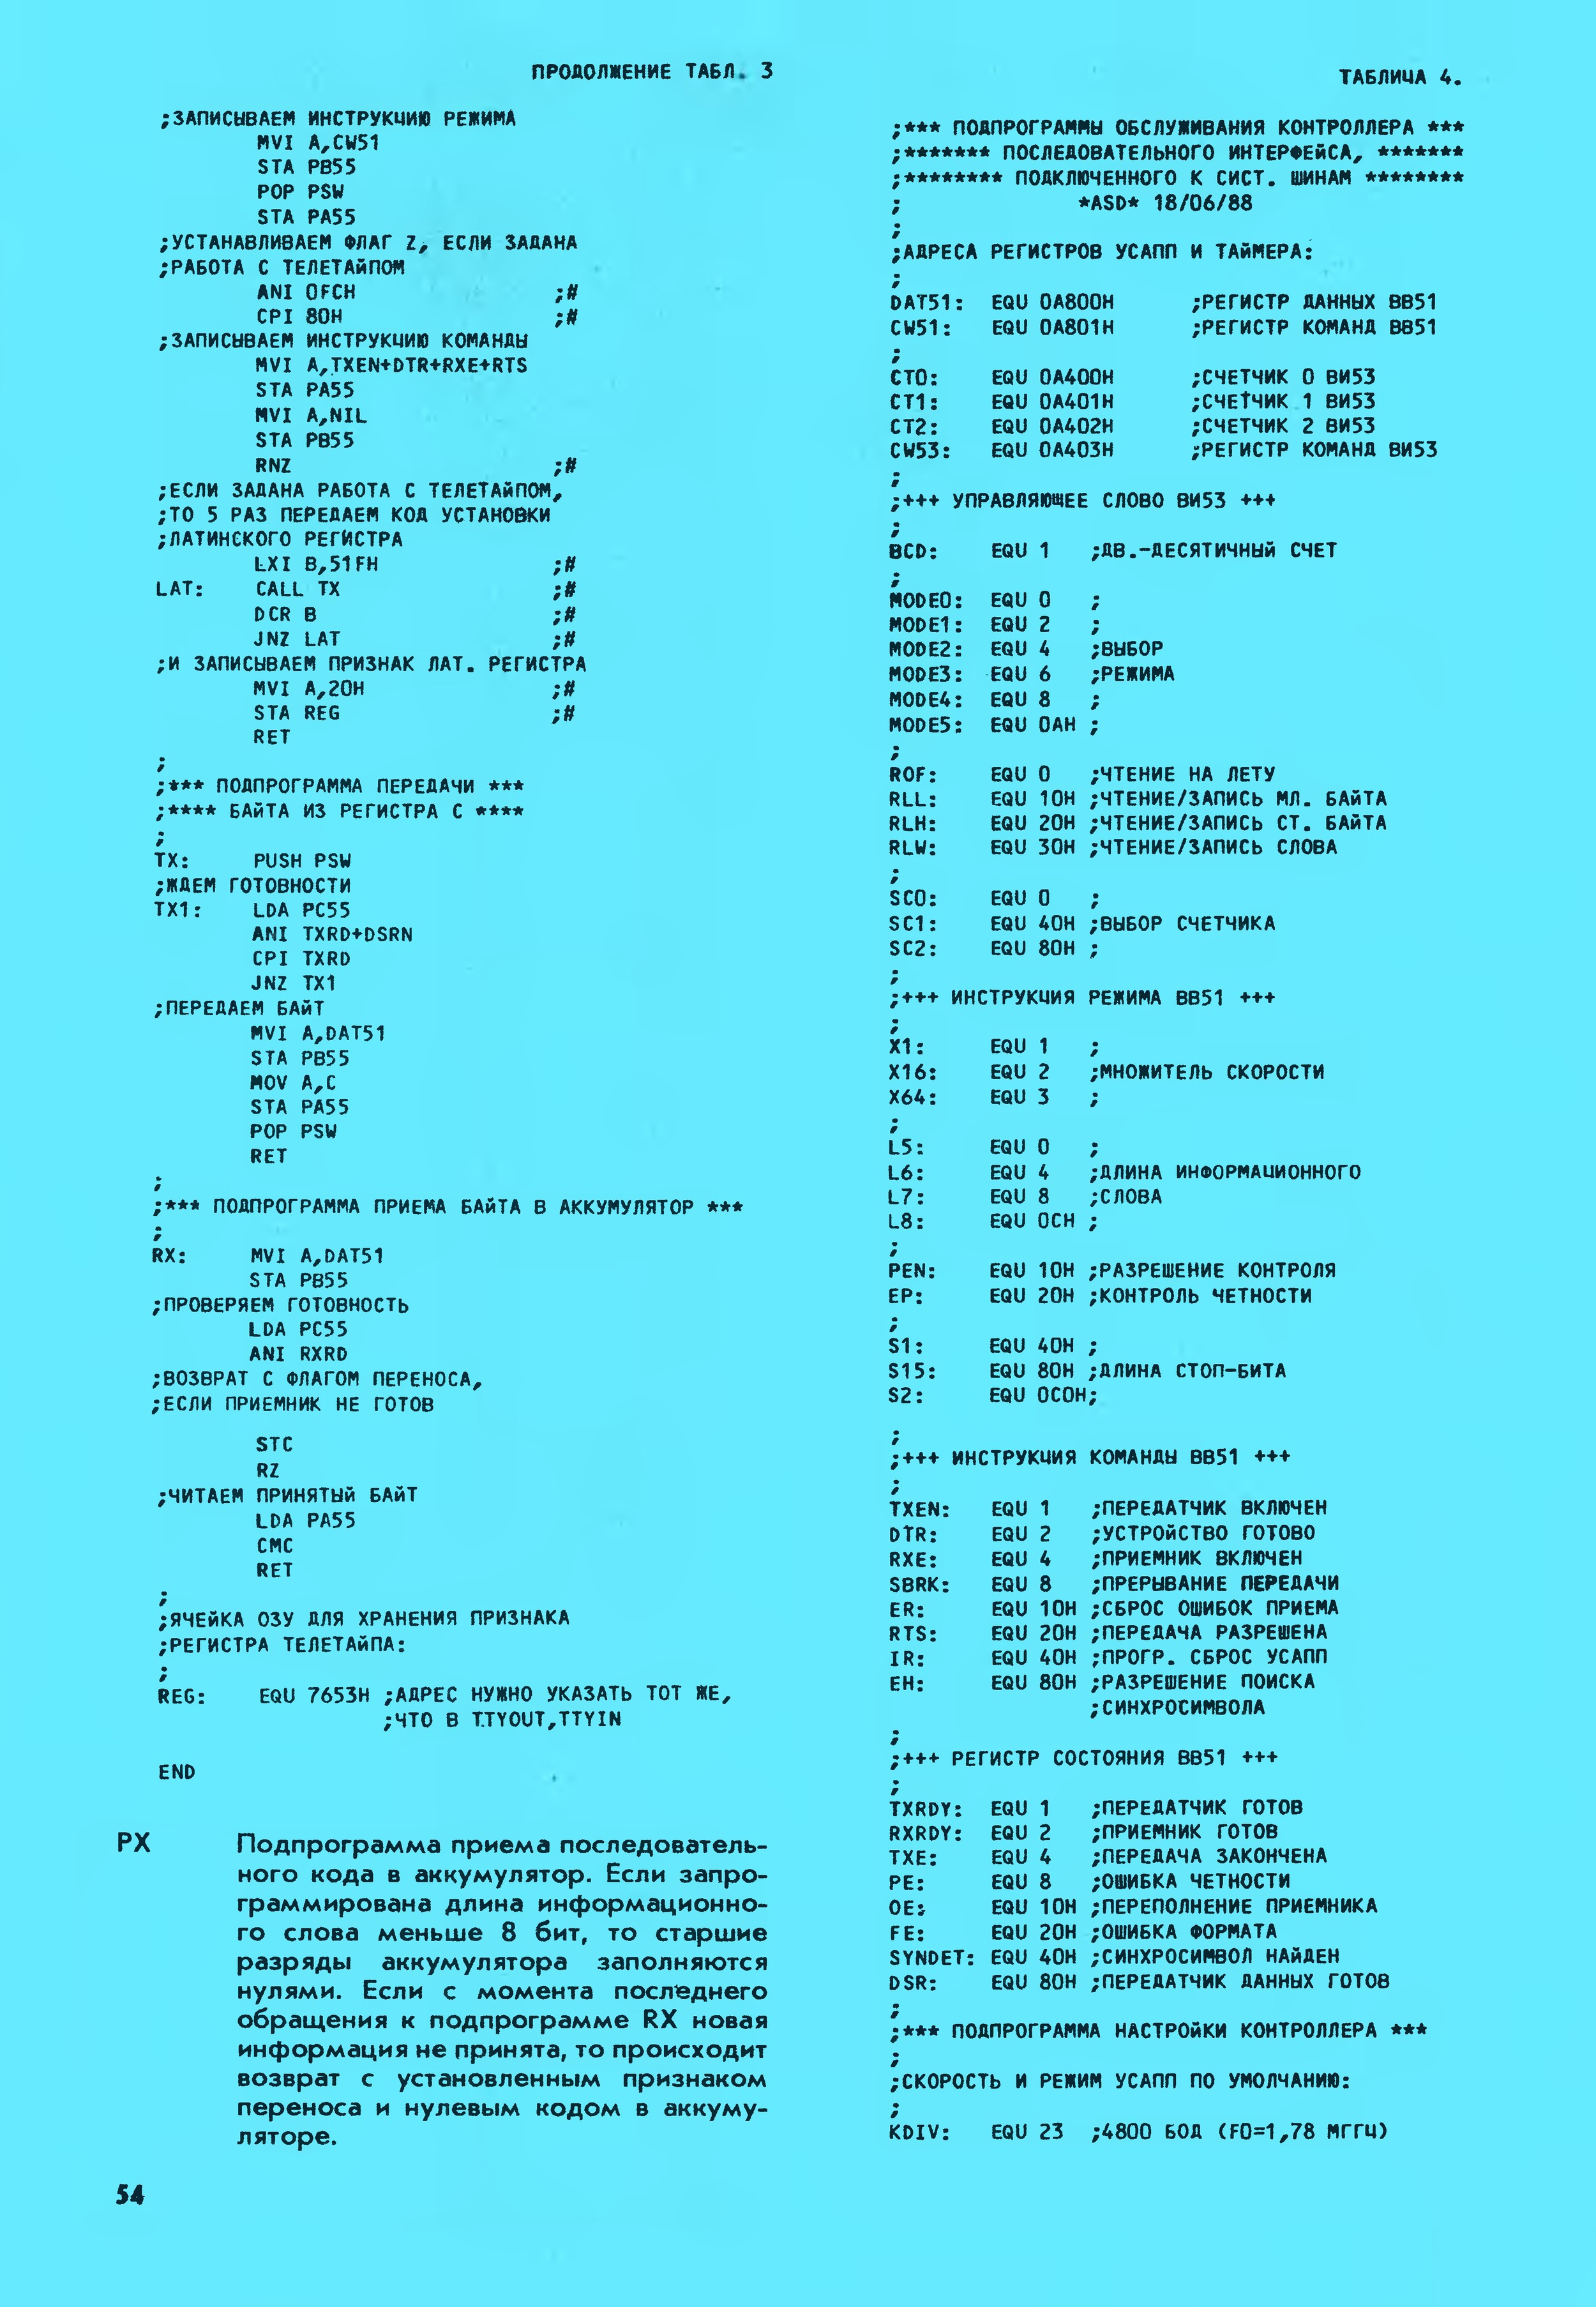 ПРОДОЛЖЕНИЕ ТАБЛ. 3
;ЗАПИСЫВАЕМ ИНСТРУКЦИЮ РЕЖИМА
MVI A,CW51
STA PB55
POP PSW
STA PA55
;УСТАНАВЛИВАЕМ ФЛАГ Z, ЕСЛИ ЗАДАНА
;РАБОТА С ТЕЛЕТАЙПОМ
ANI 0FCH ;#
CPI 80H ;#
;ЗАПИСЫВАЕМ ИНСТРУКЦИЮ КОМАНДЫ
MVI A,TXEN+DTR+RXE+RTS
STA PA55
MVI A,NIL
STA PB55
RNZ ;#
;ЕСЛИ ЗАДАНА РАБОТА С ТЕЛЕТАЙПОМ,
;ТО 5 РАЗ ПЕРЕДАЕМ КОД УСТАНОВКИ
;ЛАТИНСКОГО РЕГИСТРА
LXI B,51FH ;#
LAT: CALL TX ;#
DCR B ;#
JNZ LAT ;#
;И ЗАПИСЫВАЕМ ПРИЗНАК ЛАТ. РЕГИСТРА
MVI A,20H ;#
STA REG ;#
RET
;
;*** ПОДПРОГРАММА ПЕРЕДАЧИ ***
;**** БАЙТА ИЗ РЕГИСТРА С ****
;
TX: PUSH PSW
;ЖДЕМ ГОТОВНОСТИ
TX1: LDA PC55
ANI TXRD+DSRN
CPI TXRD
JNZ TX1
;ПЕРЕДАЕМ БАЙТ
MVI A,DAT51
STA PB55
MOV A,C
STA PA55
POP PSW
RET
;
;*** ПОДПРОГРАММА ПРИЕМА БАЙТА В АККУМУЛЯТОР ***
;
RX: MVI A,DAT51
STA PB55
;ПРОВЕРЯЕМ ГОТОВНОСТЬ
LDA PC55
ANI RXRD
;ВОЗВРАТ С ФЛАГОМ ПЕРЕНОСА,
;ЕСЛИ ПРИЕМНИК НЕ ГОТОВ
STC
RZ
;ЧИТАЕМ ПРИНЯТЫЙ БАЙТ
LDA PA55
CMC
RET
;
;ЯЧЕЙКА ОЗУ ДЛЯ ХРАНЕНИЯ ПРИЗНАКА
;РЕГИСТРА ТЕЛЕТАЙПА:
;
REG: EQU 7653H ;АДРЕС НУЖНО УКАЗАТЬ ТОТ ЖЕ,
;ЧТО В TTYOUT,TTYIN
END
РХ Подпрограмма приема последователь-
ного кода в аккумулятор. Если запро-
граммирована длина информационно-
го слова меньше 8 бит, то старшие
разряды аккумулятора заполняются
нулями. Если с момента последнего
обращения к подпрограмме RX новая
информация не принята, то происходит
возврат с установленным признаком
переноса и нулевым кодом в аккуму-
ляторе.
54
ТАБЛИЦА 4.
;*** ПОДПРОГРАММЫ ОБСЛУЖИВАНИЯ КОНТРОЛЛЕРА ***
;******* ПОСЛЕДОВАТЕЛЬНОГО ИНТЕРФЕЙСА, *******
;******** ПОДКЛЮЧЕННОГО К СИСТ. ШИНАМ ********
; *ASD* 18/06/88
;
;АДРЕСА РЕГИСТРОВ УСАПП И ТАЙМЕРА:
;
DAT51: EQU 0A800H ;РЕГИСТР ДАННЫХ ВВ51
CW51: EQU 0A801H ;РЕГИСТР КОМАНД ВВ51
;
CT0: EQU 0A400H ;СЧЕТЧИК 0 ВИ53
CT1: EQU 0A401H ;СЧЕТЧИК 1 ВИ53
CT2: EQU 0A402H ;СЧЕТЧИК 2 ВИ53
CW53: EQU 0A403H ;РЕГИСТР КОМАНД ВИ53
;
;+++ УПРАВЛЯЮЩЕЕ СЛОВО ВИ53 +++
;
BCD: EQU 1 ;ДВ.-ДЕСЯТИЧНЫЙ СЧЕТ
;
MODE0: EQU 0 ;
MODE1: EQU 2 ;
MODE2: EQU 4 ;ВЫБОР
MODE3: EQU 6 ;РЕЖИМА
MODE4: EQU 8 ;
MODE5: EQU 0AH ;
;
ROF: EQU 0 ;ЧТЕНИЕ НА ЛЕТУ
RLL: EQU 10H ;ЧТЕНИЕ/ЗАПИСЬ МЛ. БАЙТА
RLH: EQU 20H ;ЧТЕНИЕ/ЗАПИСЬ СТ. БАЙТА
RLW: EQU 30H ;ЧТЕНИЕ/ЗАПИСЬ СЛОВА
;
SC0: EQU 0 ;
SC1: EQU 40H ;ВЫБОР СЧЕТЧИКА
SC2: EQU 80H ;
;
;+++ ИНСТРУКЦИЯ РЕЖИМА ВВ51 +++
;
X1: EQU 1 ;
X16: EQU 2 ;МНОЖИТЕЛЬ СКОРОСТИ
X64: EQU 3 ;
;
L5: EQU 0 ;
L6: EQU 4 ;ДЛИНА ИНФОРМАЦИОННОГО
L7: EQU 8 ;СЛОВА
L8: EQU 0CH ;
;
PEN: EQU 10H ;РАЗРЕШЕНИЕ КОНТРОЛЯ
EP: EQU 20H ;КОНТРОЛЬ ЧЕТНОСТИ
;
S1: EQU 40H ;
S15: EQU 80H ;ДЛИНА СТОП-БИТА
S2: EQU 0C0H;
;
;+++ ИНСТРУКЦИЯ КОМАНДЫ ВВ51 +++
;
TXEN: EQU 1 ;ПЕРЕДАТЧИК ВКЛЮЧЕН
DTR: EQU 2 ;УСТРОЙСТВО ГОТОВО
RXE: EQU 4 ;ПРИЕМНИК ВКЛЮЧЕН
SBRK: EQU 8 ;ПРЕРЫВАНИЕ ПЕРЕДАЧИ
ER: EQU 10H ;СБРОС ОШИБОК ПРИЕМА
RTS: EQU 20H ;ПЕРЕДАЧА РАЗРЕШЕНА
IR: EQU 40H ;ПРОГР. СБРОС УСАПП
EH: EQU 80H ;РАЗРЕШЕНИЕ ПОИСКА
;СИНХРОСИМВОЛА
;
;+++ РЕГИСТР СОСТОЯНИЯ ВВ51 +++
;
TXRDY: EQU 1 ;ПЕРЕДАТЧИК ГОТОВ
RXRDY: EQU 2 ;ПРИЕМНИК ГОТОВ
TXE: EQU 4 ;ПЕРЕДАЧА ЗАКОНЧЕНА
PE: EQU 8 ;ОШИБКА ЧЕТНОСТИ
OE: EQU 10H ;ПЕРЕПОЛНЕНИЕ ПРИЕМНИКА
FE: EQU 20H ;ОШИБКА ФОРМАТА
SYNDET: EQU 40H ;СИНХРОСИМВОЛ НАЙДЕН
DSR: EQU 80H ;ПЕРЕДАТЧИК ДАННЫХ ГОТОВ
;
;*** ПОДПРОГРАММА НАСТРОЙКИ КОНТРОЛЛЕРА ***
;
;СКОРОСТЬ И РЕЖИМ УСАПП ПО УМОЛЧАНИЮ:
;
KDIV: EQU 23 ;4800 БОД (F0=1,78 МГГЦ)